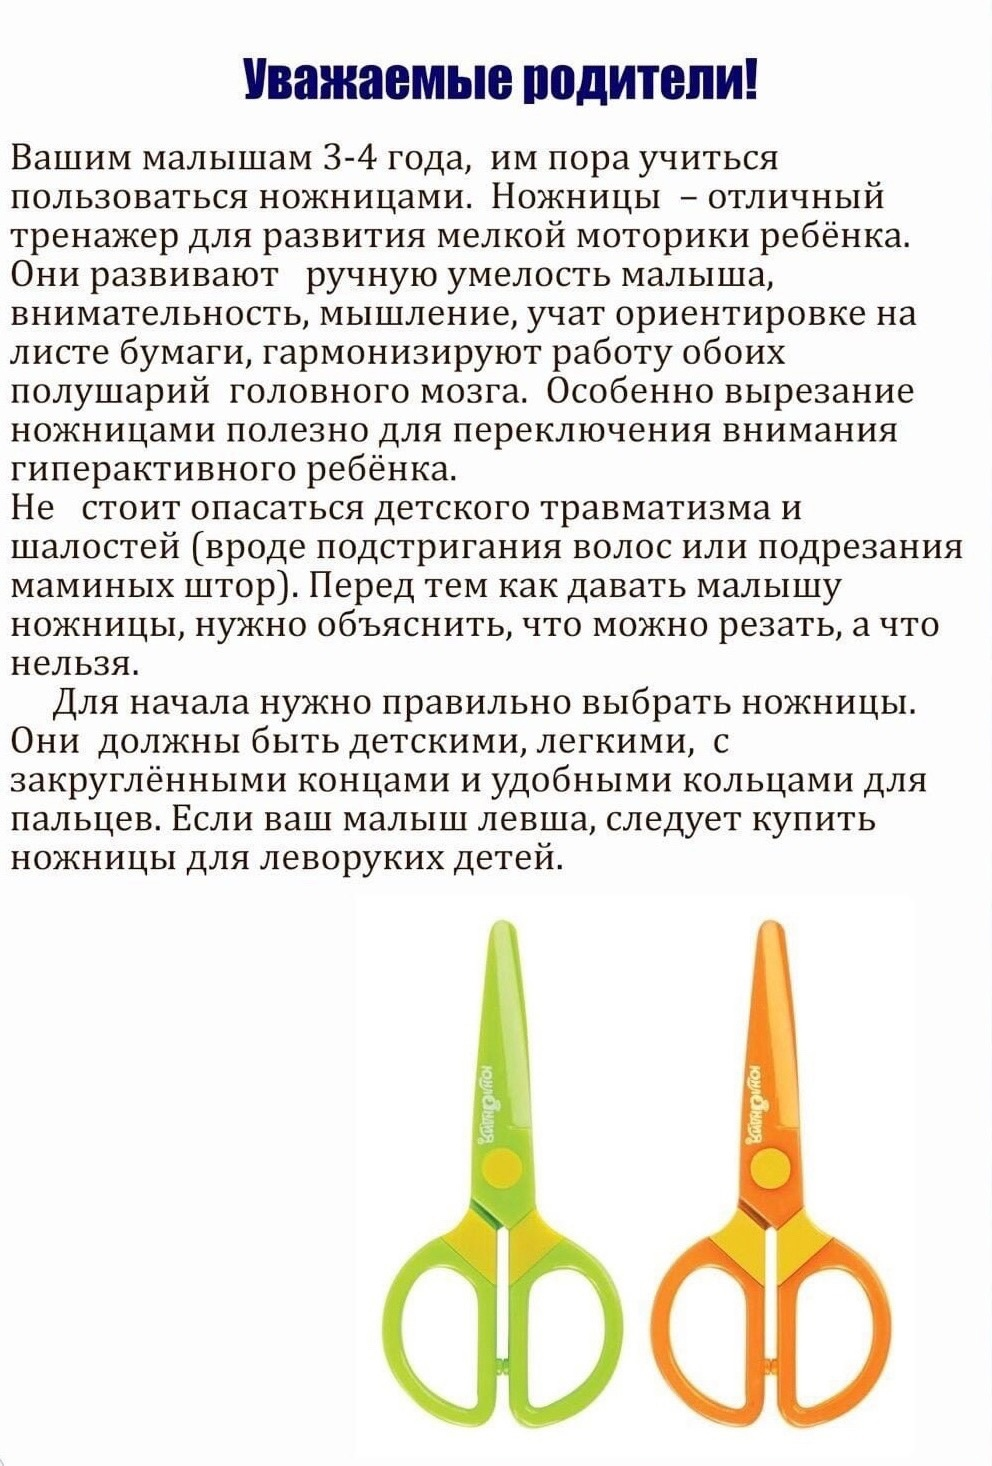 Уважаемые родители!
Вашим малышам 3-4 года, им пора учиться
пользоваться ножницами. Ножницы – отличный
тренажер для развития мелкой моторики ребёнка.
Они развивают ручную умелость малыша,
внимательность, мышление, учат ориентировке на
листе бумаги, гармонизируют работу обоих
полушарий головного мозга. Особенно вырезание
ножницами полезно для переключения внимания
гиперактивного ребёнка.
Не стоит опасаться детского травматизма и
шалостей (вроде подстригания волос или подрезания
маминых штор). Перед тем как давать малышу
ножницы, нужно объяснить, что можно резать, а что
нельзя.
Для начала нужно правильно выбрать ножницы.
Они должны быть детскими, легкими, с
закруглёнными концами и удобными кольцами для
пальцев. Если ваш малыш левша, следует купить
ножницы для леворуких детей.